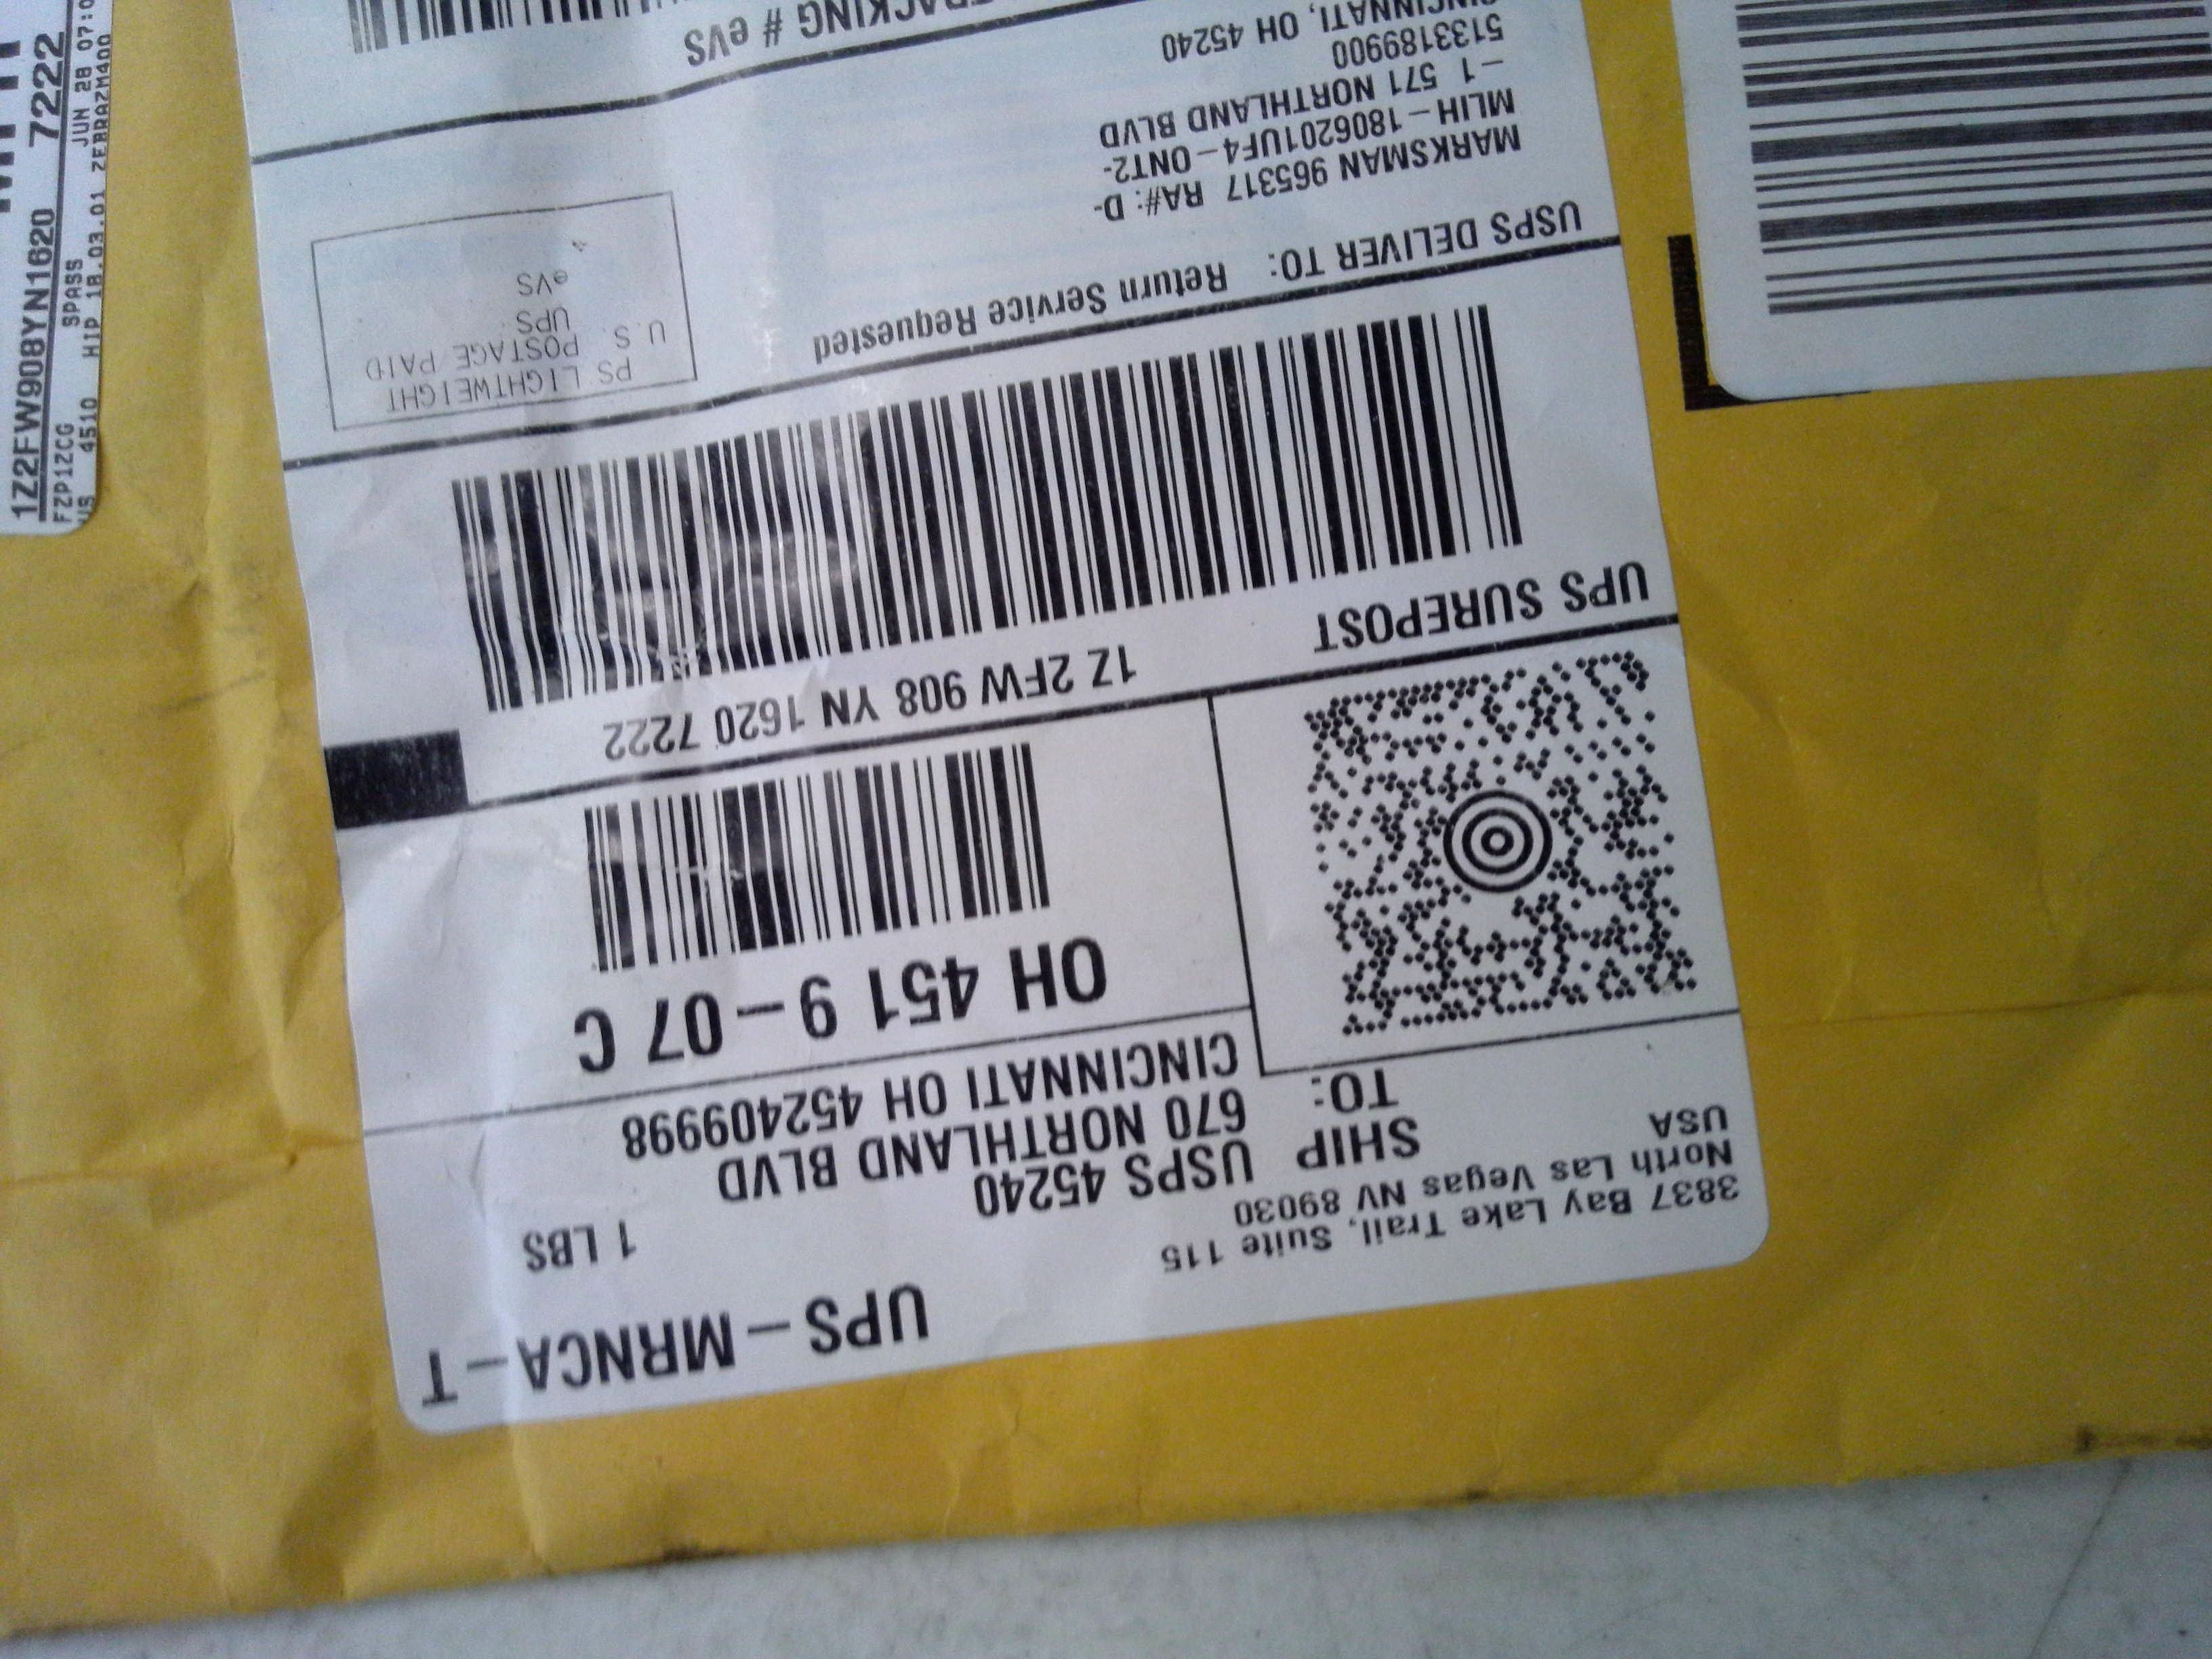 UPS-MRNCA-T
1 LBS
3837 Bay Lake Trail, Suite 115
North Las Vegas NV 89030
USA
SHIP
TO:
USPS 45240
670 NORTHLAND BLVD
CINCINNATI OH 452409998
OH 451 9-07 C
UPS SUREPOST
1Z 2FW 908 YN 1620 7222
USPS DELIVER TO: Return Service Requested
MARKSMAN 965317 RA#: D-
MLIH-1806201UF4-ONT2-
-1 571 NORTHLAND BLVD
5133189900
CINCINNATI, OH 45240
PS LIGHTWEIGHT
U.S. POSTAGE PAID
UPS
eVS
TRACKING # eVS
1Z2FW908YN1620 7222
FZP1ZCG SPASS JUN 28 07:0
US 4510 HIP 18.03.01 ZEBRAZM400